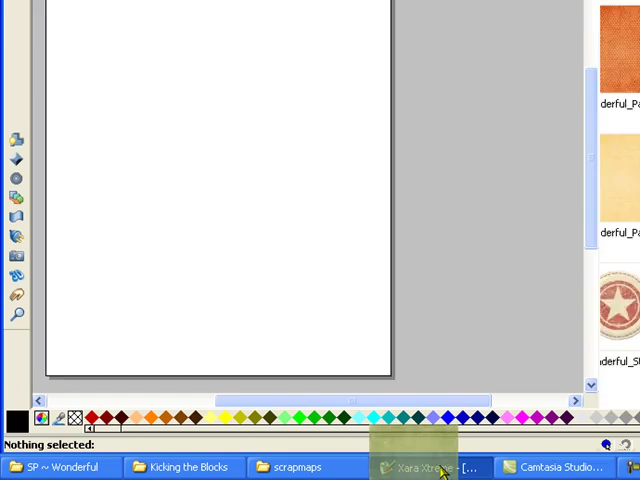 derful_Pa
derful_Pa
derful_St
Nothing selected:
SP ~ Wonderful
Kicking the Blocks
scrapmaps
Xara Xtreme - [...
Camtasia Studio...